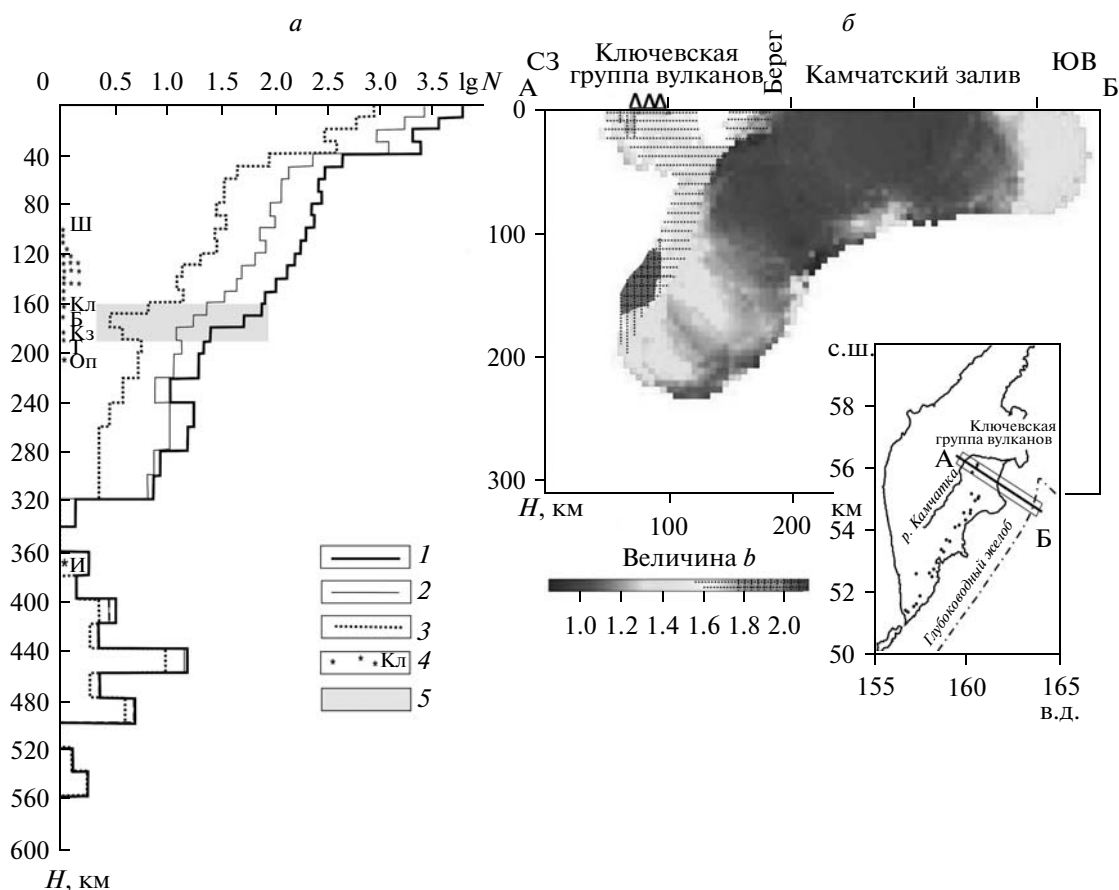 а
0 0.5 1.0 1.5 2.0 2.5 3.0 3.5 lg N
40
80
120
160
200
240
280
320
360
400
440
480
520
560
600
H, км
Ш
Кл
Б
Кз
Т
Оп
И
1
2
3
Кл 4
5
б
СЗ
А
Ключевская
группа вулканов
Берег
Камчатский залив
ЮВ
Б
0
100
200
300
H, км
100
200
км
Величина b
1.0 1.2 1.4 1.6 1.8 2.0
с.ш.
58
56
54
52
50
155
160
165
в.д.
Ключевская
группа вулканов
А
р. Камчатка
Глубоководный желоб
Б